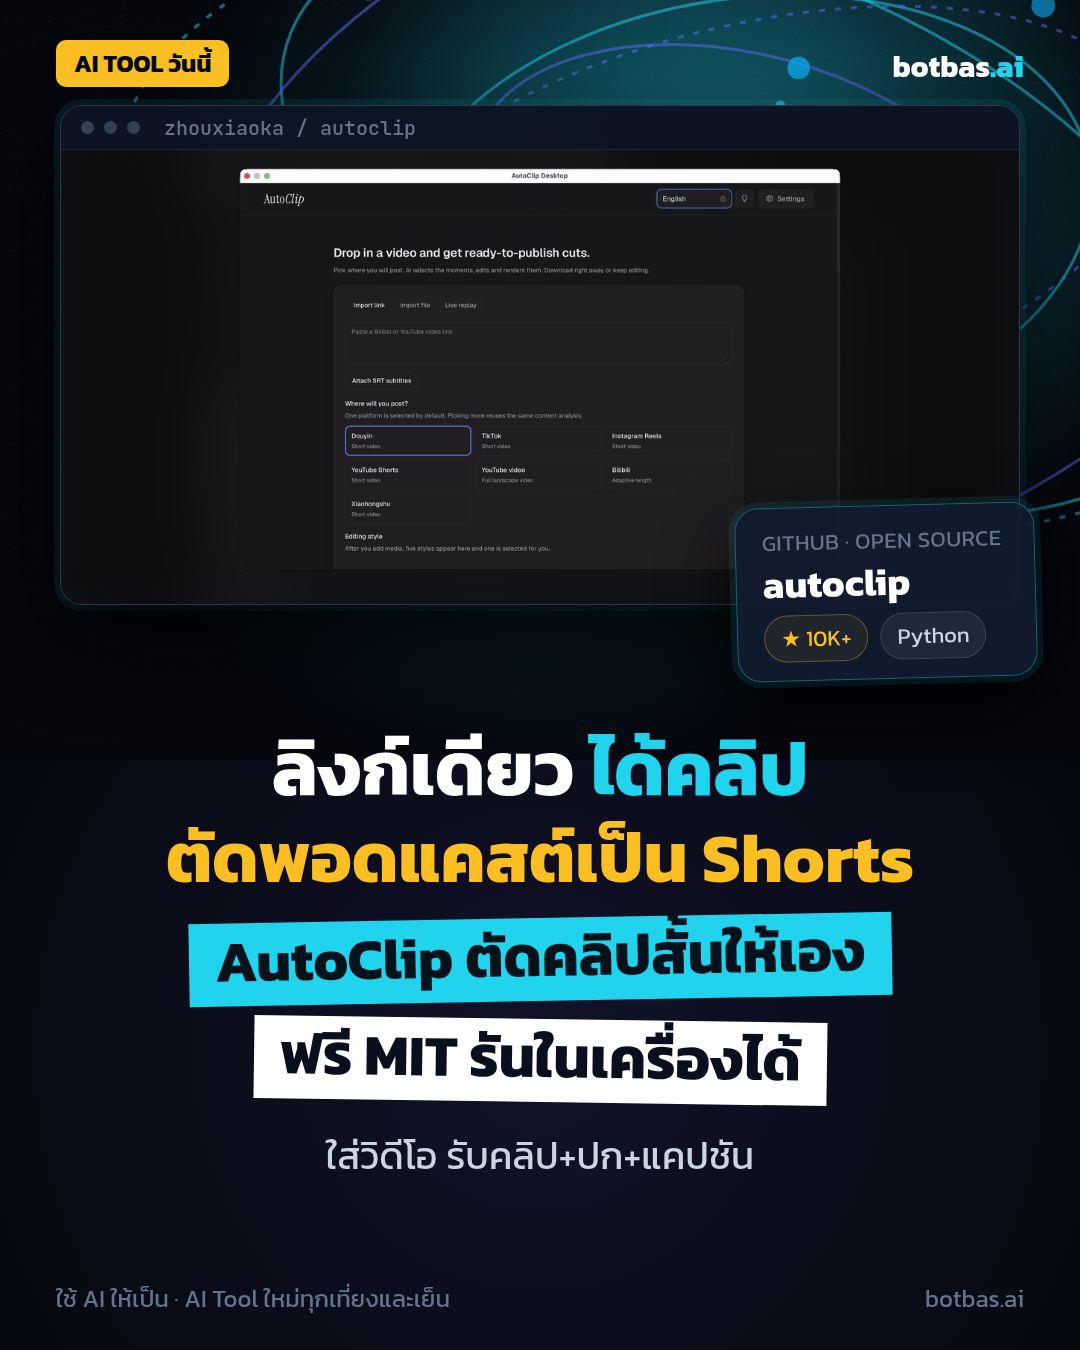 AI TOOL วันนี้
botbas.ai
zhouxiaoka / autoclip
AutoClip Desktop
AutoClip
English
Settings
Drop in a video and get ready-to-publish cuts.
Pick where you will post. AI selects the moments, edits and renders them. Download right away or keep editing.
Import link Import file Live replay
Paste a Bilibili or YouTube video link
Attach SRT subtitles
Where will you post?
One platform is selected by default. Picking more reuses the same content analysis.
Douyin TikTok Instagram Reels
Short video Short video Short video
YouTube Shorts YouTube video Bilibili
Short video Full landscape video Adaptive length
Xiaohongshu
Short video
Editing style
After you add media, five styles appear here and one is selected for you.
GITHUB · OPEN SOURCE
autoclip
★ 10K+ Python
ลิงก์เดียว ได้คลิป
ตัดพอดแคสต์เป็น Shorts
AutoClip ตัดคลิปสั้นให้เอง
ฟรี MIT รันในเครื่องได้
ใส่วิดีโอ รับคลิป+ปก+แคปชัน
ใช้ AI ให้เป็น · AI Tool ใหม่ทุกเที่ยงและเย็น
botbas.ai